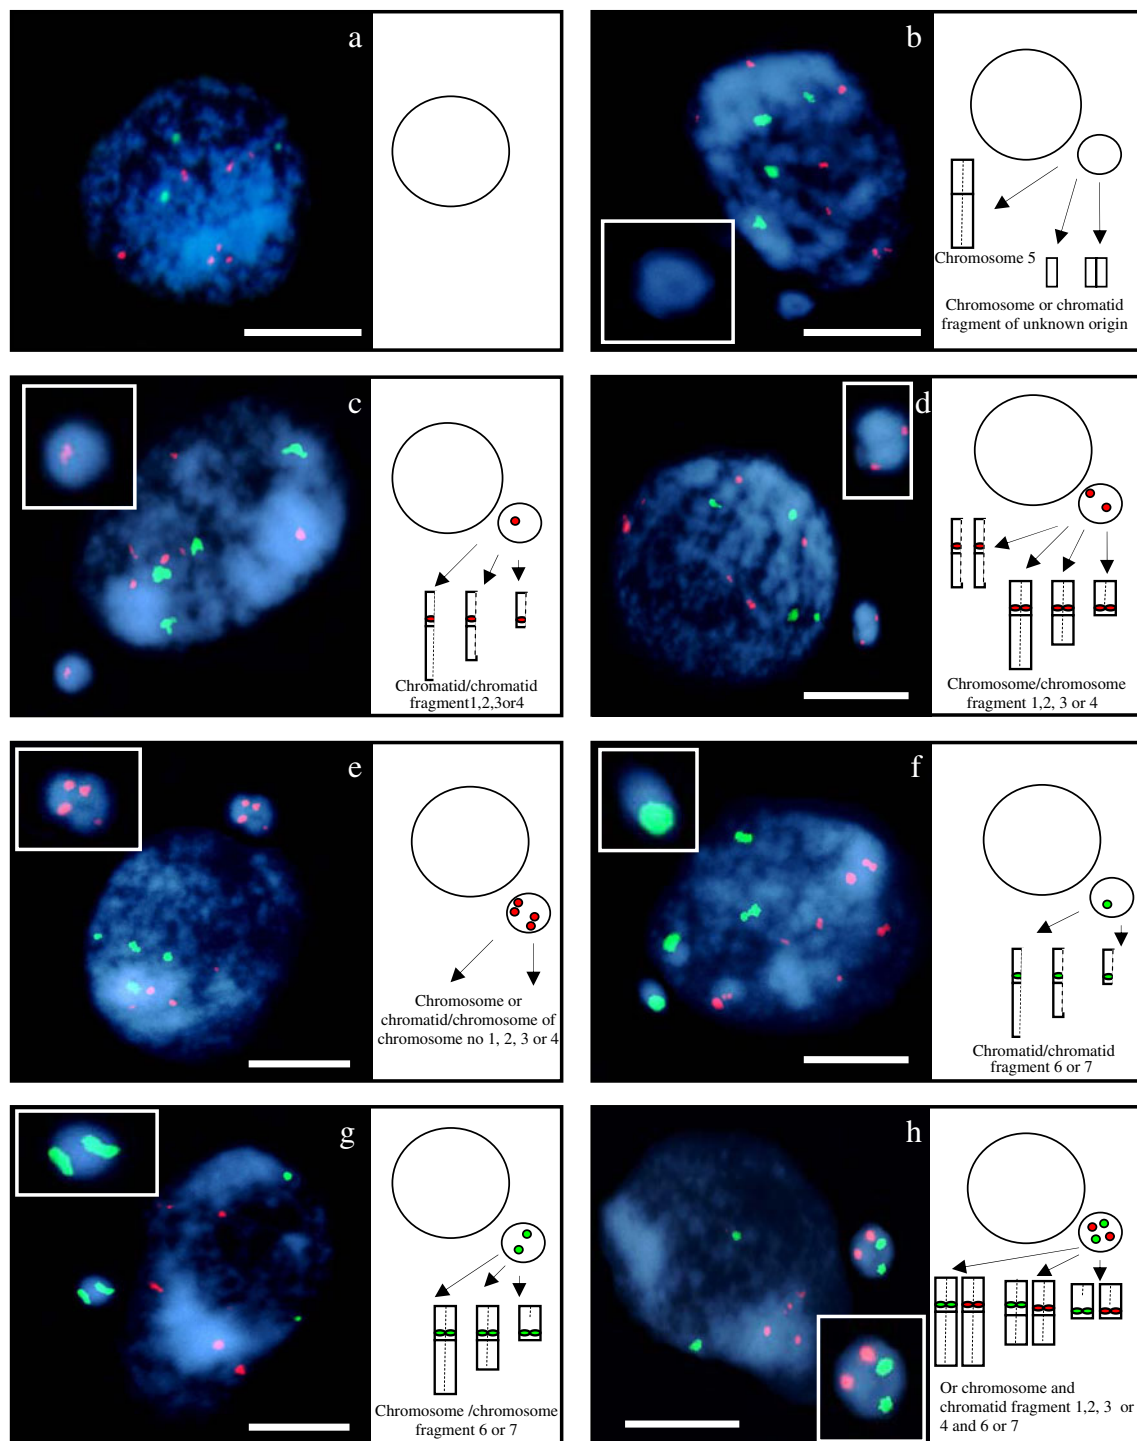 a
b
Chromosome 5
Chromosome or chromatid
fragment of unknown origin
c
Chromatid/chromatid
fragment1,2,3or4
d
Chromosome/chromosome
fragment 1,2, 3 or 4
e
Chromosome or
chromatid/chromosome of
chromosome no 1, 2, 3 or 4
f
Chromatid/chromatid
fragment 6 or 7
g
Chromosome /chromosome
fragment 6 or 7
h
Or chromosome and
chromatid fragment 1,2, 3 or
4 and 6 or 7